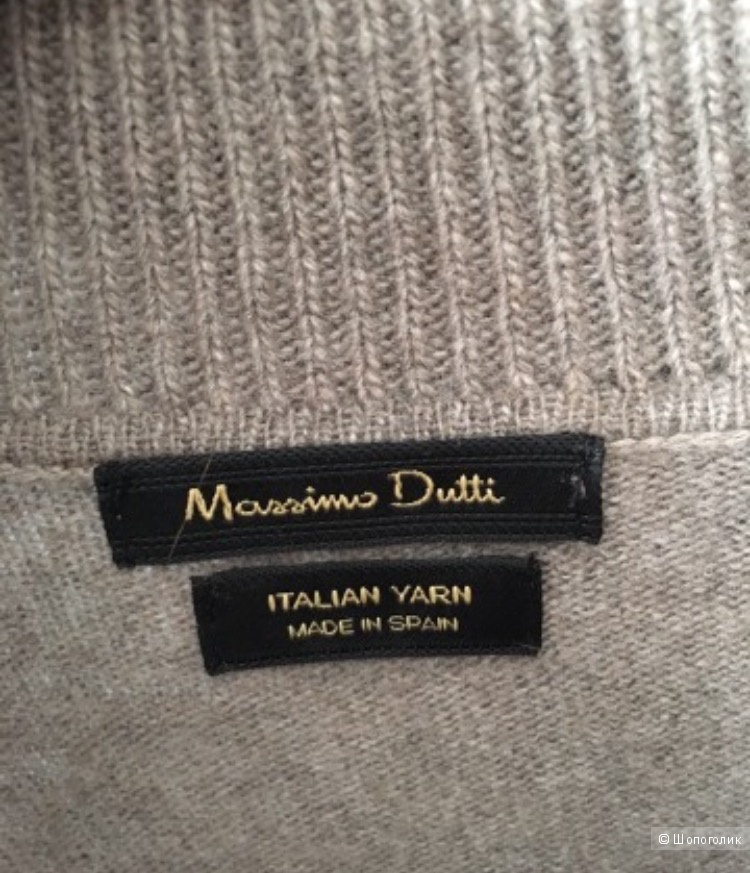 Massimo Dutti
ITALIAN YARN
MADE IN SPAIN
© Шопоголик